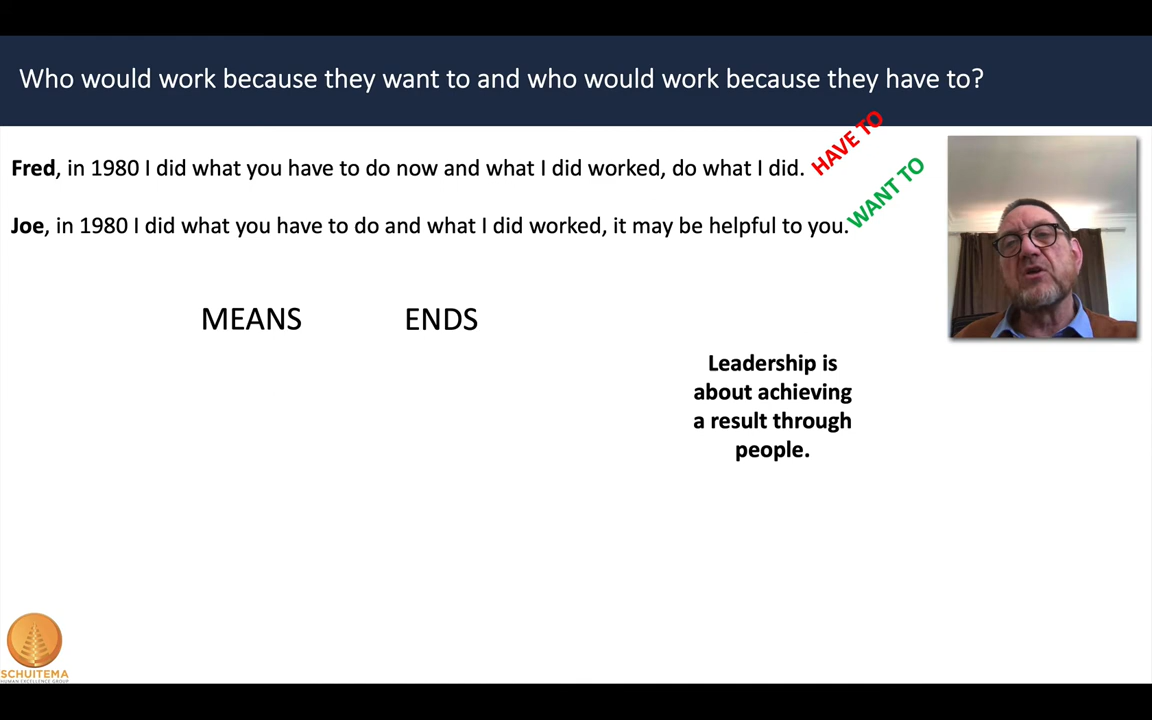 Who would work because they want to and who would work because they have to?
Fred, in 1980 I did what you have to do now and what I did worked, do what I did.
HAVE TO
Joe, in 1980 I did what you have to do and what I did worked, it may be helpful to you.
WANT TO
MEANS
ENDS
Leadership is
about achieving
a result through
people.
SCHUITEMA
HUMAN EXCELLENCE GROUP